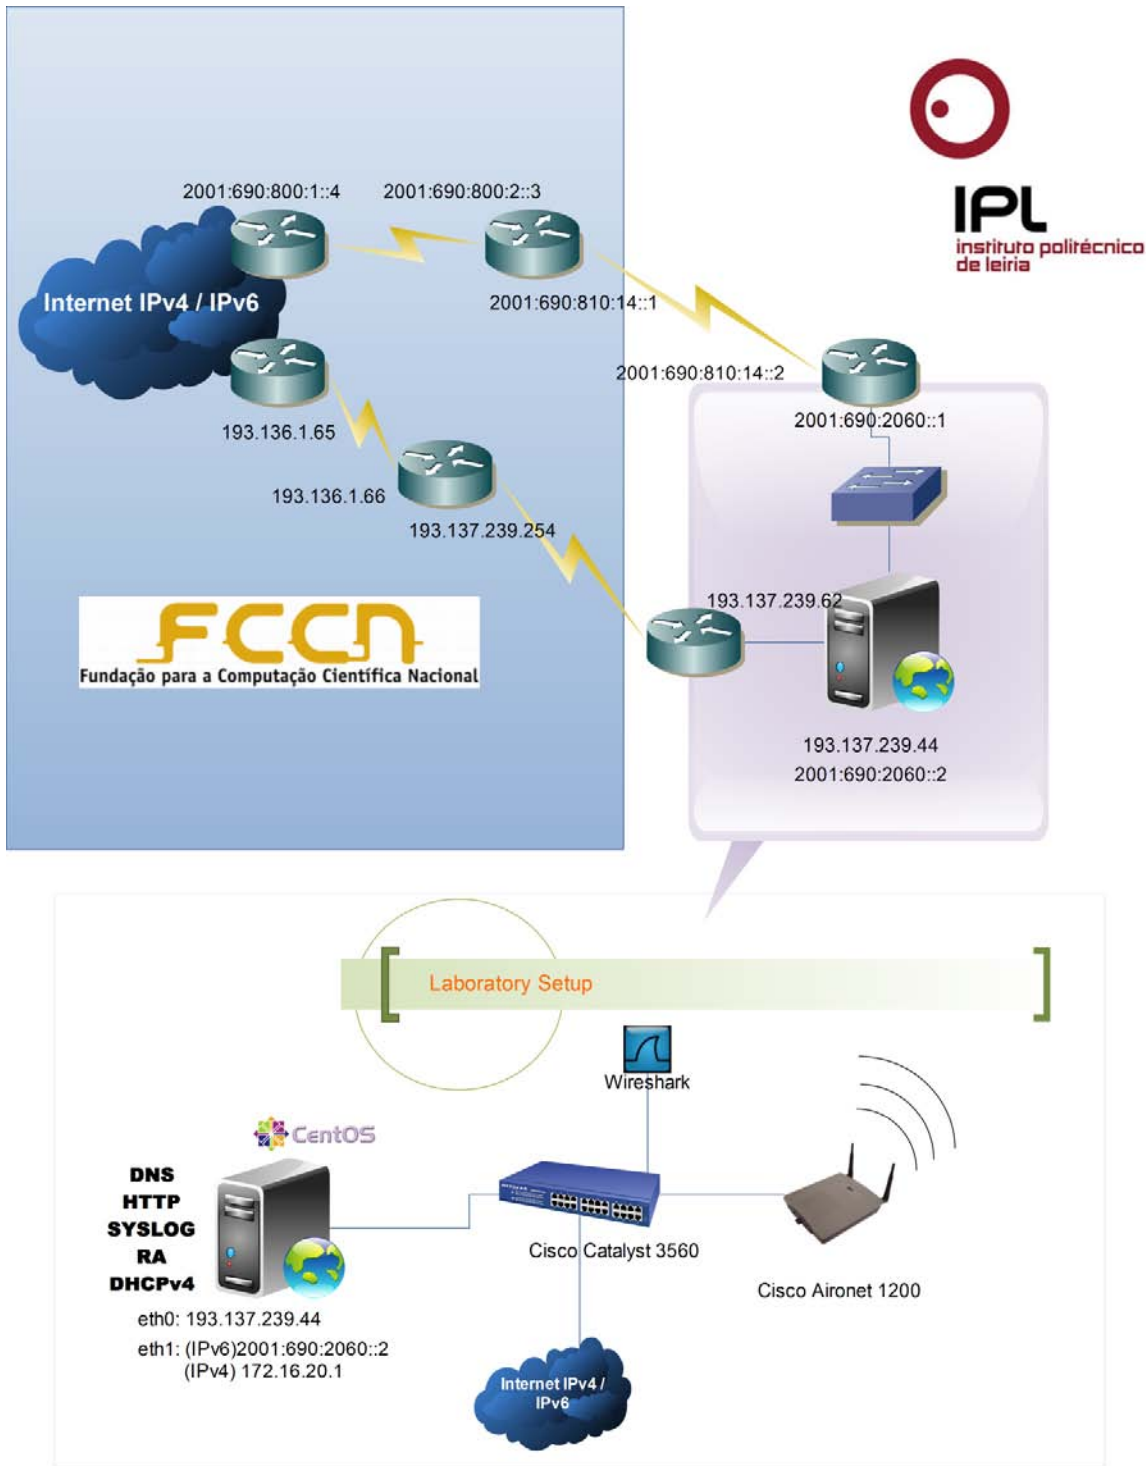 IPL
instituto politécnico
de leiria
2001:690:800:1::4
2001:690:800:2::3
Internet IPv4 / IPv6
2001:690:810:14::1
2001:690:810:14::2
2001:690:2060::1
193.136.1.65
193.136.1.66
193.137.239.254
FCCN
Fundação para a Computação Científica Nacional
193.137.239.62
193.137.239.44
2001:690:2060::2
Laboratory Setup
Wireshark
CentOS
DNS
HTTP
SYSLOG
RA
DHCPv4
Cisco Catalyst 3560
Cisco Aironet 1200
eth0: 193.137.239.44
eth1: (IPv6)2001:690:2060::2
(IPv4) 172.16.20.1
Internet IPv4 /
IPv6